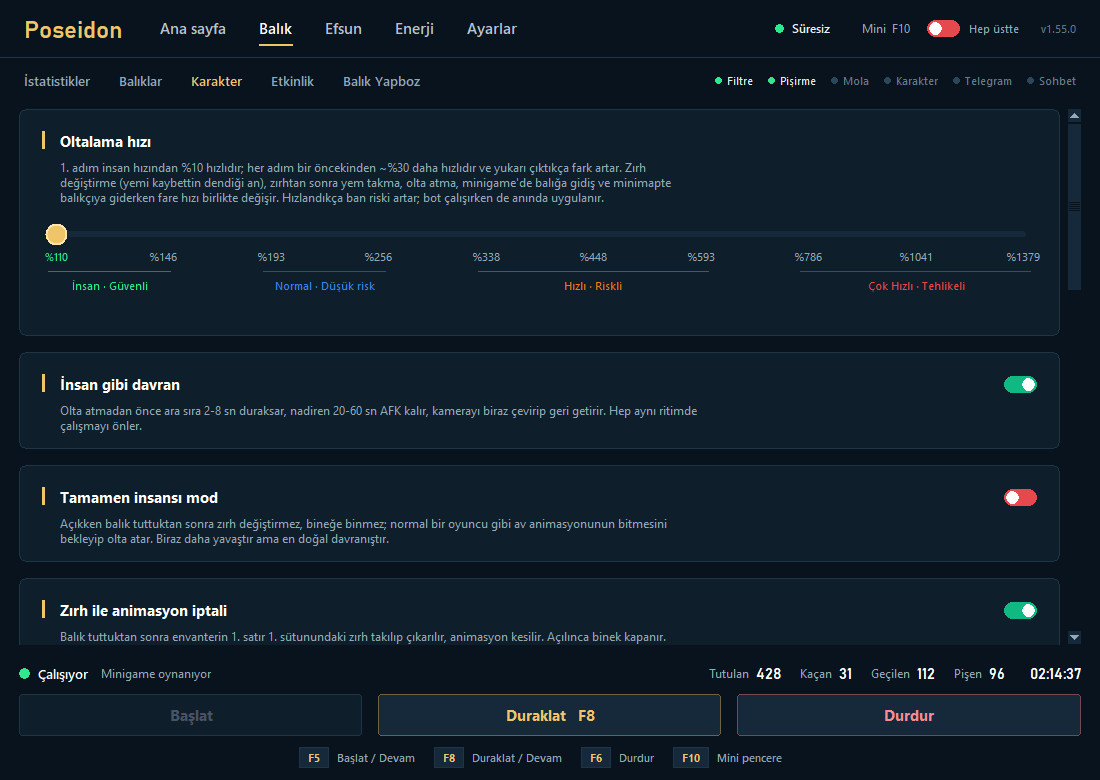 Poseidon Ana sayfa Balık Efsun Enerji Ayarlar Süresiz Mini F10 Hep üstte v1.55.0
İstatistikler Balıklar Karakter Etkinlik Balık Yapboz Filtre Pişirme Mola Karakter Telegram Sohbet
Oltalama hızı
1. adım insan hızından %10 hızlıdır; her adım bir öncekinden ~%30 daha hızlıdır ve yukarı çıktıkça fark artar. Zırh
değiştirme (yemi kaybettin dendiği an), zırhtan sonra yem takma, olta atma, minigame'de balığa gidiş ve minimapte
balıkçıya giderken fare hızı birlikte değişir. Hızlandıkça ban riski artar; bot çalışırken de anında uygulanır.
%110 %146 %193 %256 %338 %448 %593 %786 %1041 %1379
İnsan · Güvenli Normal · Düşük risk Hızlı · Riskli Çok Hızlı · Tehlikeli
İnsan gibi davran
Olta atmadan önce ara sıra 2-8 sn duraksar, nadiren 20-60 sn AFK kalır, kamerayı biraz çevirip geri getirir. Hep aynı ritimde
çalışmayı önler.
Tamamen insansı mod
Açıkken balık tuttuktan sonra zırh değiştirmez, bineğe binmez; normal bir oyuncu gibi av animasyonunun bitmesini
bekleyip olta atar. Biraz daha yavaştır ama en doğal davranıştır.
Zırh ile animasyon iptali
Balık tuttuktan sonra envanterin 1. satır 1. sütunundaki zırh takılıp çıkarılır, animasyon kesilir. Açılınca binek kapanır.
Çalışıyor Minigame oynanıyor Tutulan 428 Kaçan 31 Geçilen 112 Pişen 96 02:14:37
Başlat Duraklat F8 Durdur
F5 Başlat / Devam F8 Duraklat / Devam F6 Durdur F10 Mini pencere